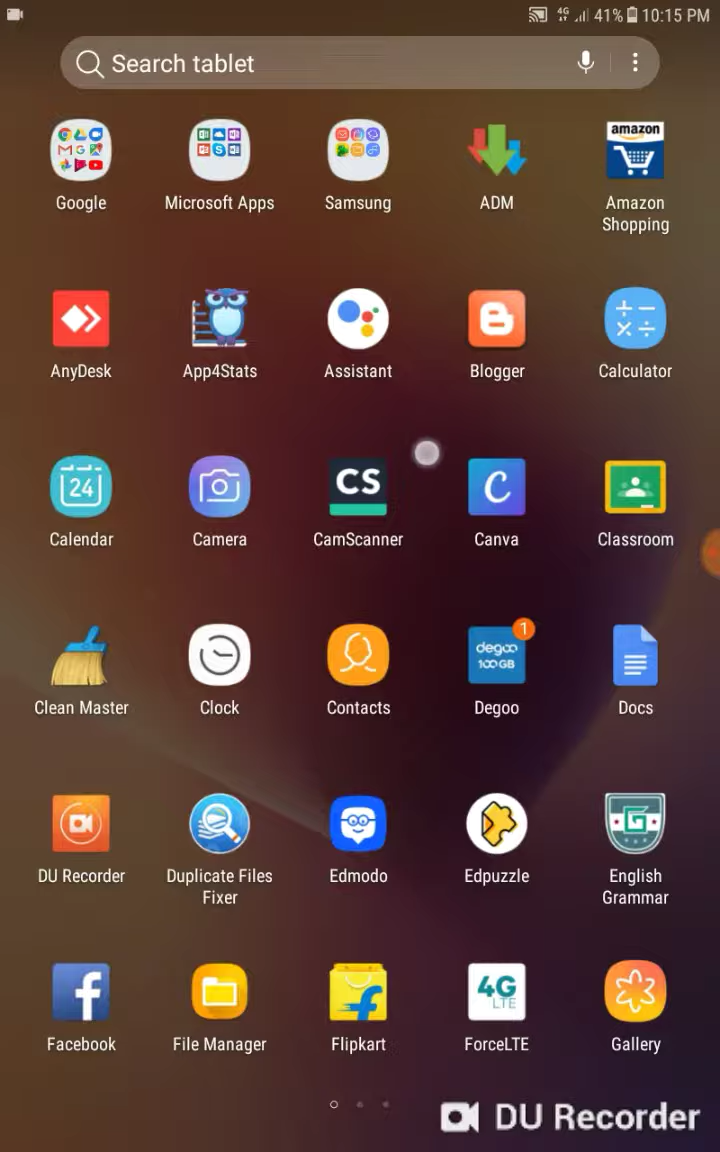 4G 41% 10:15 PM
Search tablet
Google Microsoft Apps Samsung ADM Amazon Shopping
amazon
AnyDesk App4Stats Assistant Blogger Calculator
24 CS C
Calendar Camera CamScanner Canva Classroom
degoo 100 GB 1
Clean Master Clock Contacts Degoo Docs
G
DU Recorder Duplicate Files Fixer Edmodo Edpuzzle English Grammar
f f 4G LTE
Facebook File Manager Flipkart ForceLTE Gallery
DU Recorder